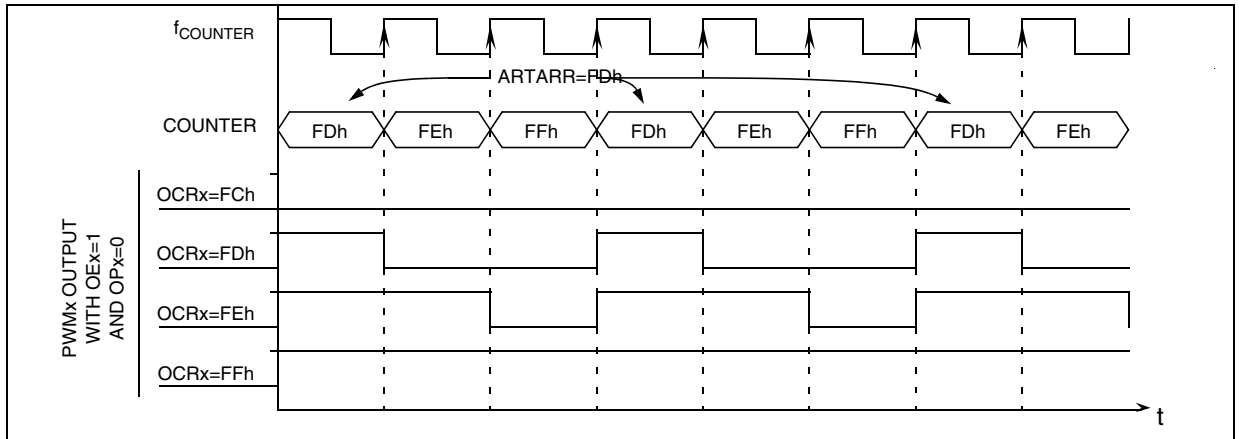 fCOUNTER
ARTARR=FDh
COUNTER
FDh FEh FFh FDh FEh FFh FDh FEh
OCRx=FCh
OCRx=FDh
OCRx=FEh
OCRx=FFh
PWMx OUTPUT
WITH OEx=1
AND OPx=0
t